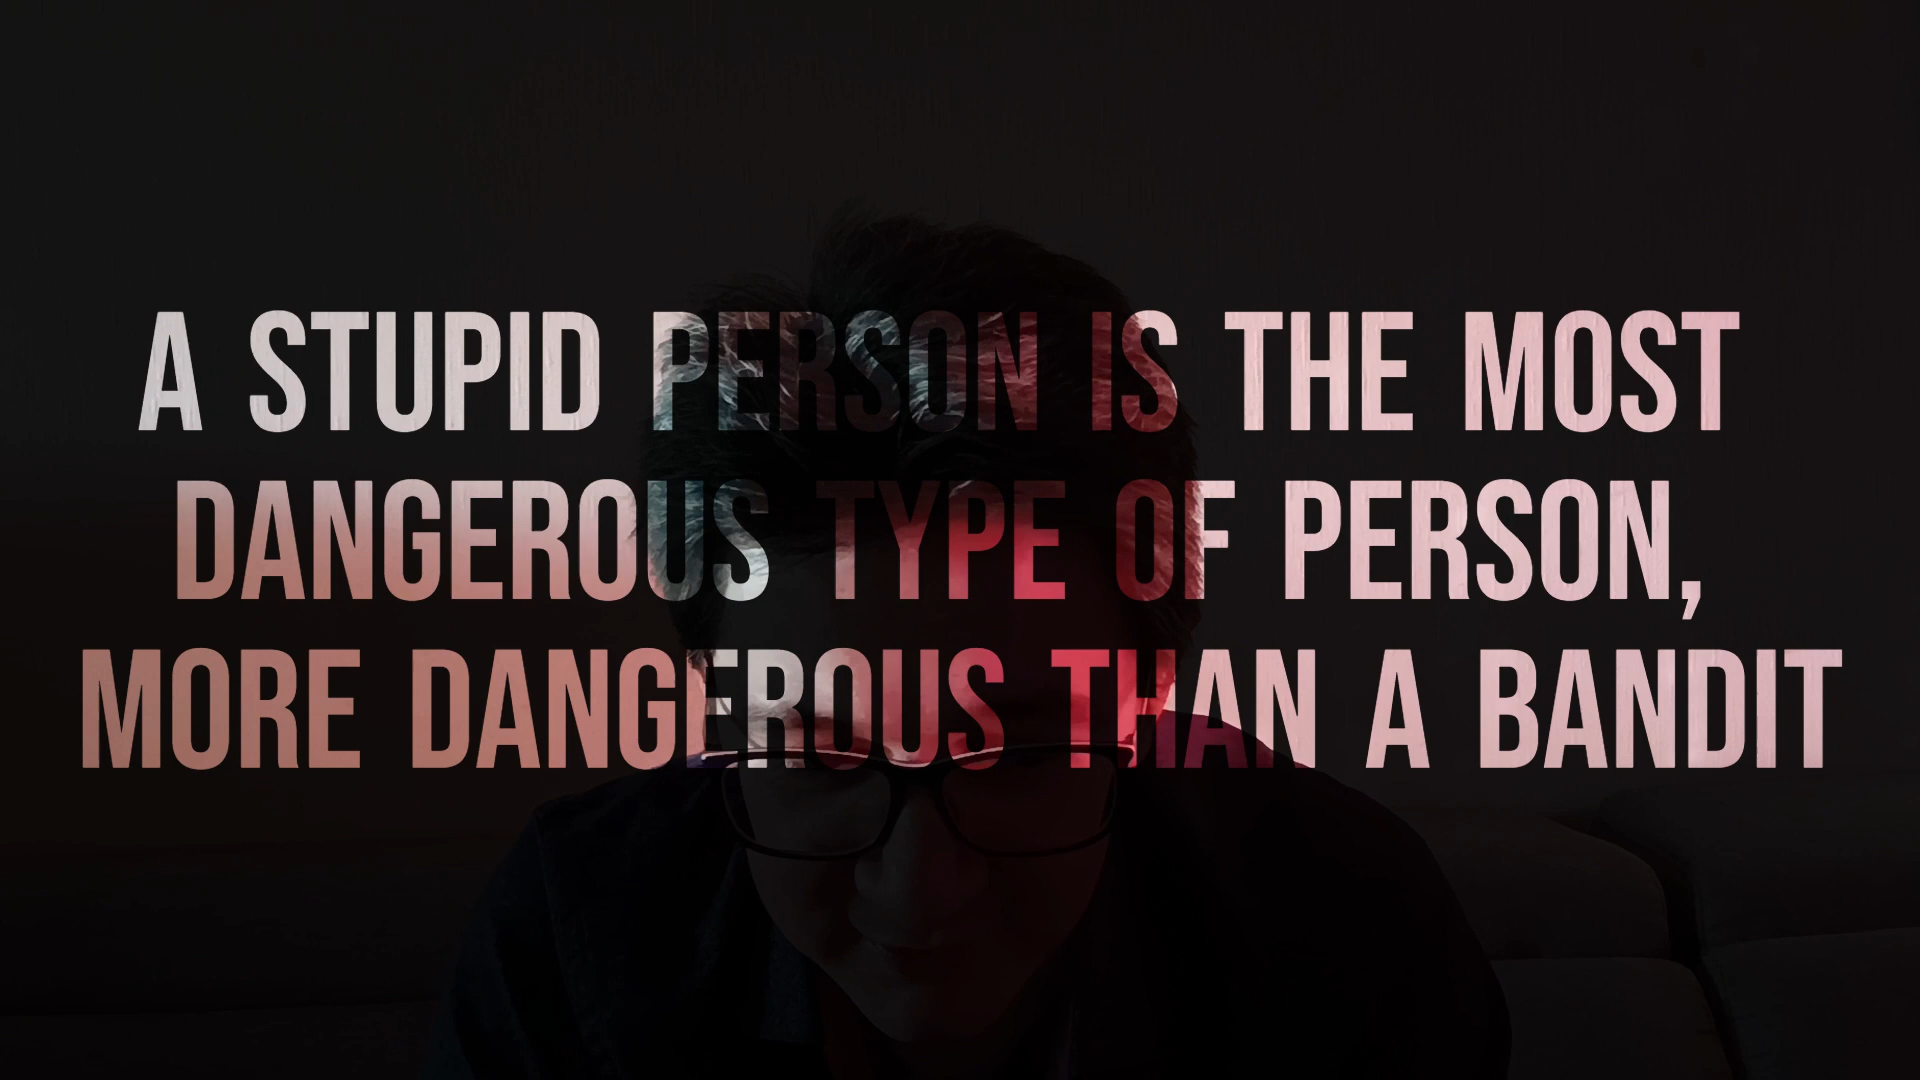 A STUPID PERSON IS THE MOST
DANGEROUS TYPE OF PERSON,
MORE DANGEROUS THAN A BANDIT